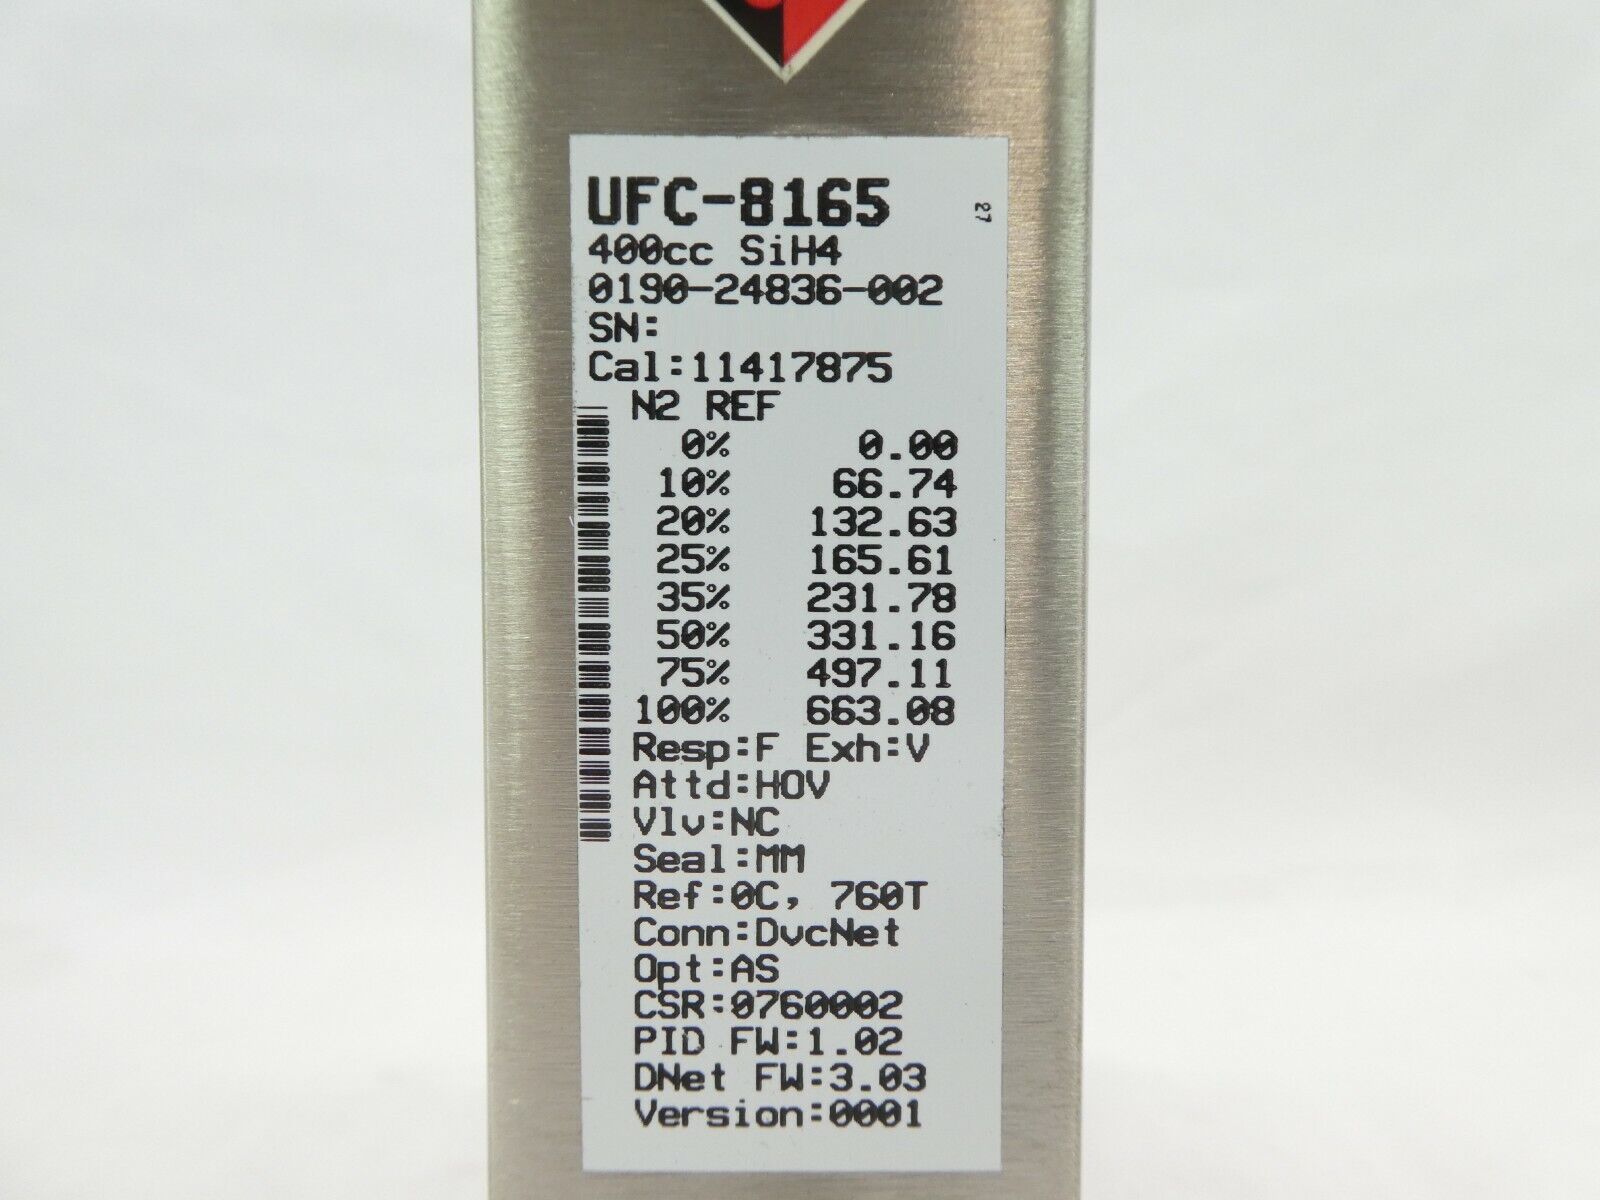 UFC-8165
27
400cc SiH4
0190-24836-002
SN:
Cal:11417875
N2 REF
0% 0.00
10% 66.74
20% 132.63
25% 165.61
35% 231.78
50% 331.16
75% 497.11
100% 663.08
Resp:F Exh:V
Attd:HOV
Vlv:NC
Seal:MM
Ref:0C, 760T
Conn:DvcNet
Opt:AS
CSR:0760002
PID FW:1.02
DNet FW:3.03
Version:0001